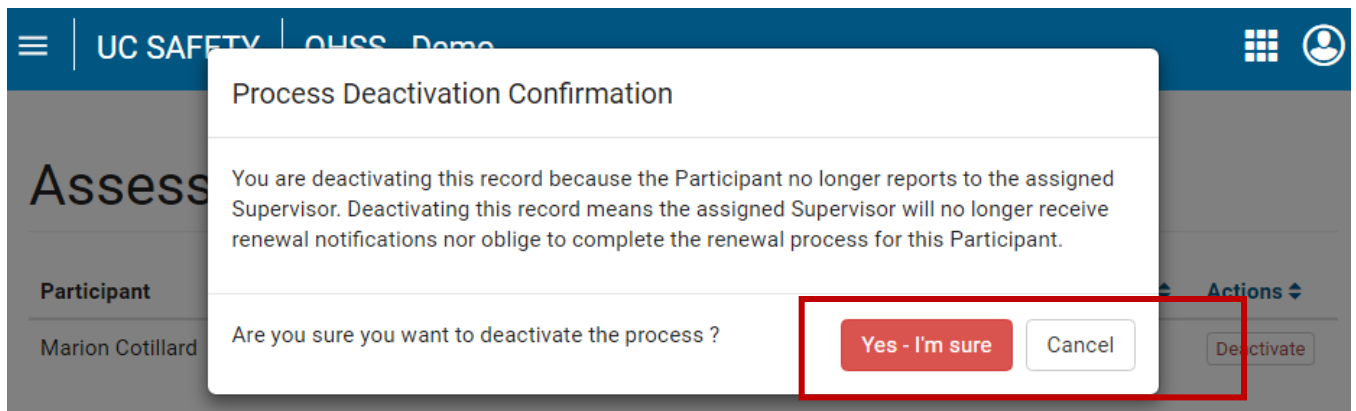 UC SAFETY OHSS Demo
Process Deactivation Confirmation
Assess
You are deactivating this record because the Participant no longer reports to the assigned
Supervisor. Deactivating this record means the assigned Supervisor will no longer receive
renewal notifications nor oblige to complete the renewal process for this Participant.
Participant Actions
Are you sure you want to deactivate the process ? Yes - I'm sure Cancel
Marion Cotillard Deactivate